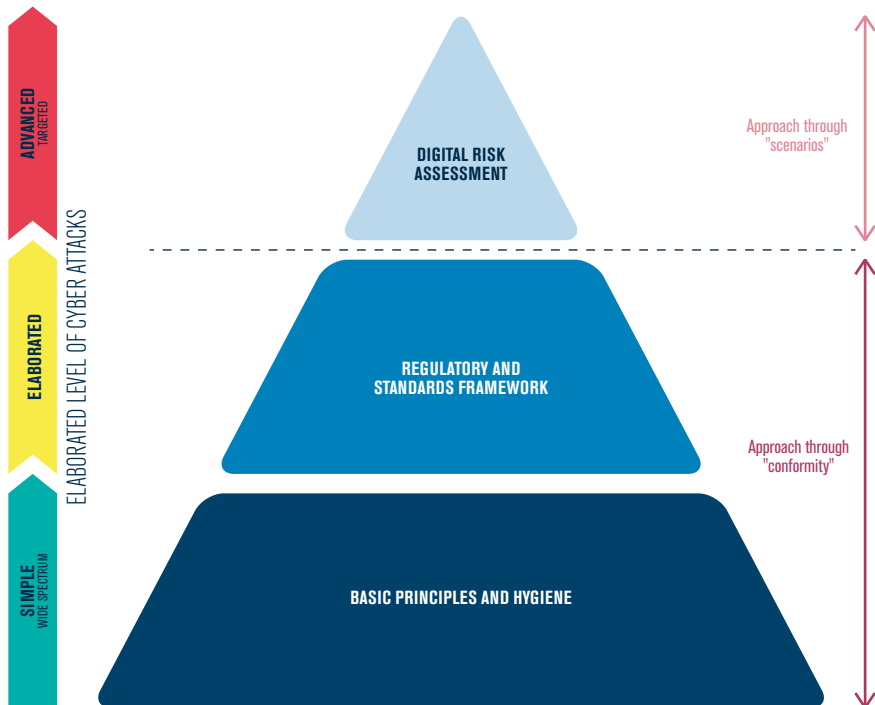 ADVANCED
TARGETED
ELABORATED
SIMPLE
WIDE SPECTRUM
ELABORATED LEVEL OF CYBER ATTACKS
DIGITAL RISK
ASSESSMENT
REGULATORY AND
STANDARDS FRAMEWORK
BASIC PRINCIPLES AND HYGIENE
Approach through
"scenarios"
Approach through
"conformity"